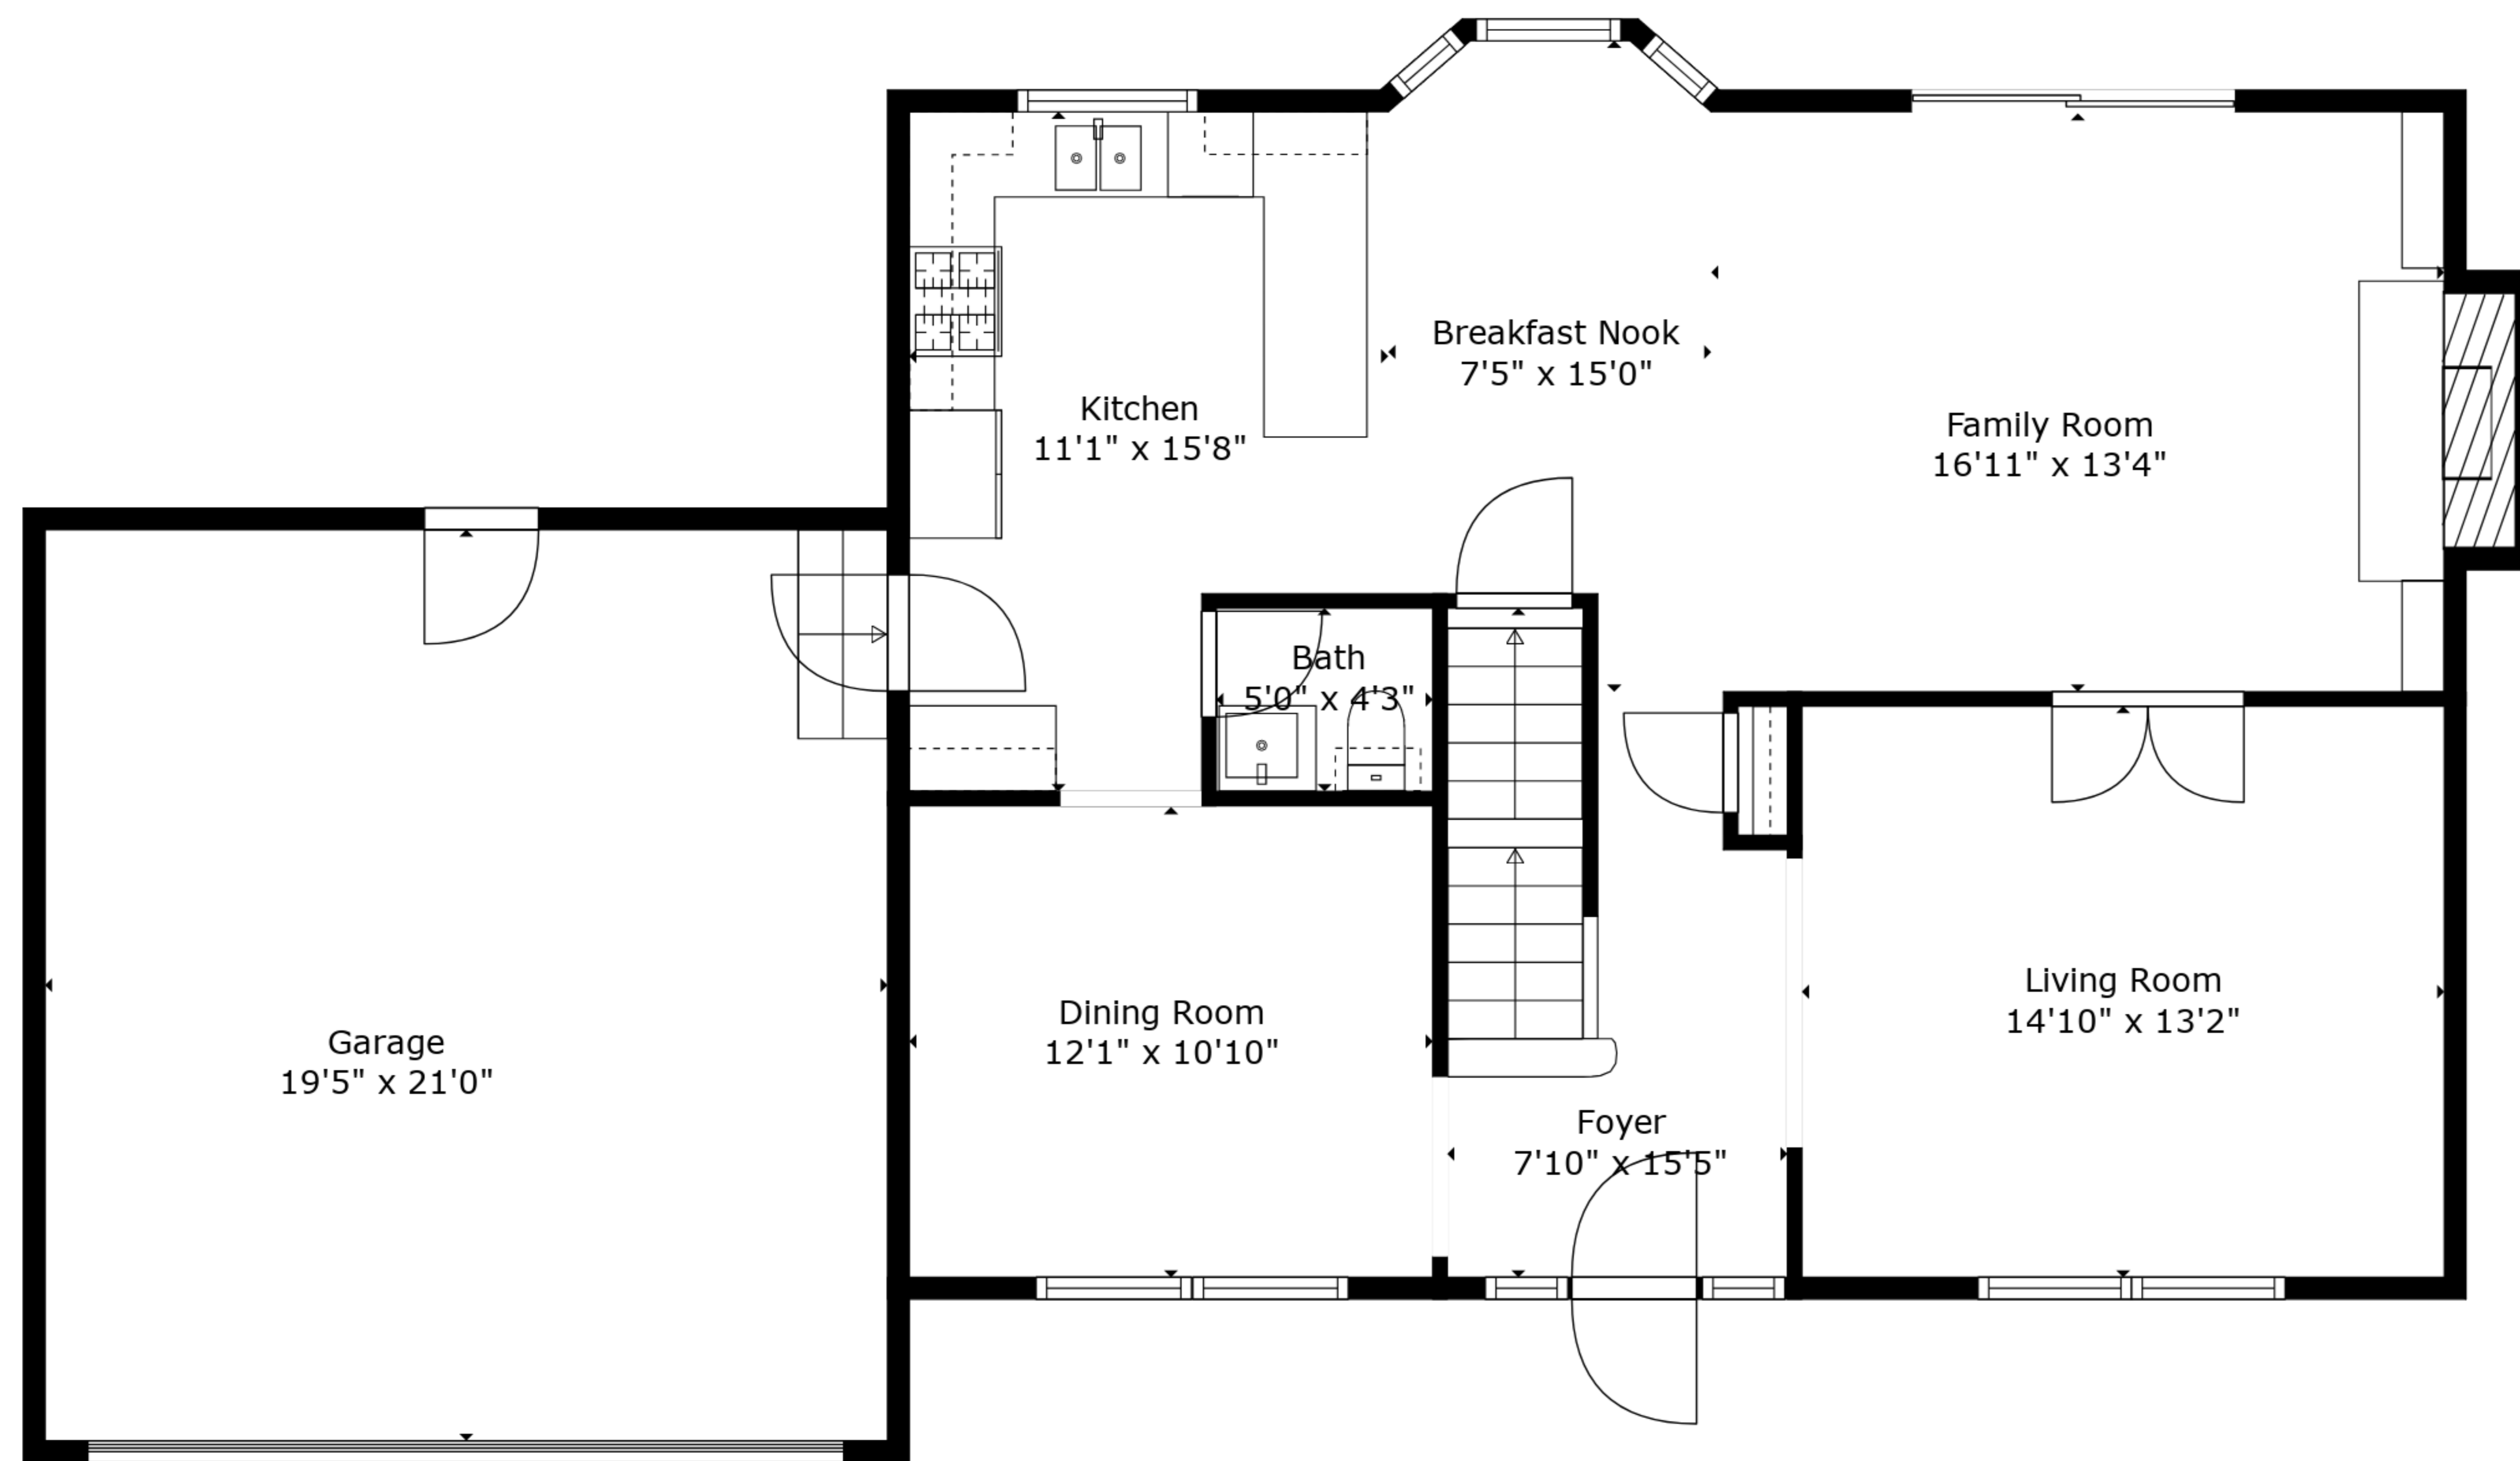 Breakfast Nook
7'5" x 15'0"
Kitchen
11'1" x 15'8"
Family Room
16'11" x 13'4"
Bath
5'0" x 4'3"
Living Room
14'10" x 13'2"
Dining Room
12'1" x 10'10"
Garage
19'5" x 21'0"
Foyer
7'10" x 15'5"